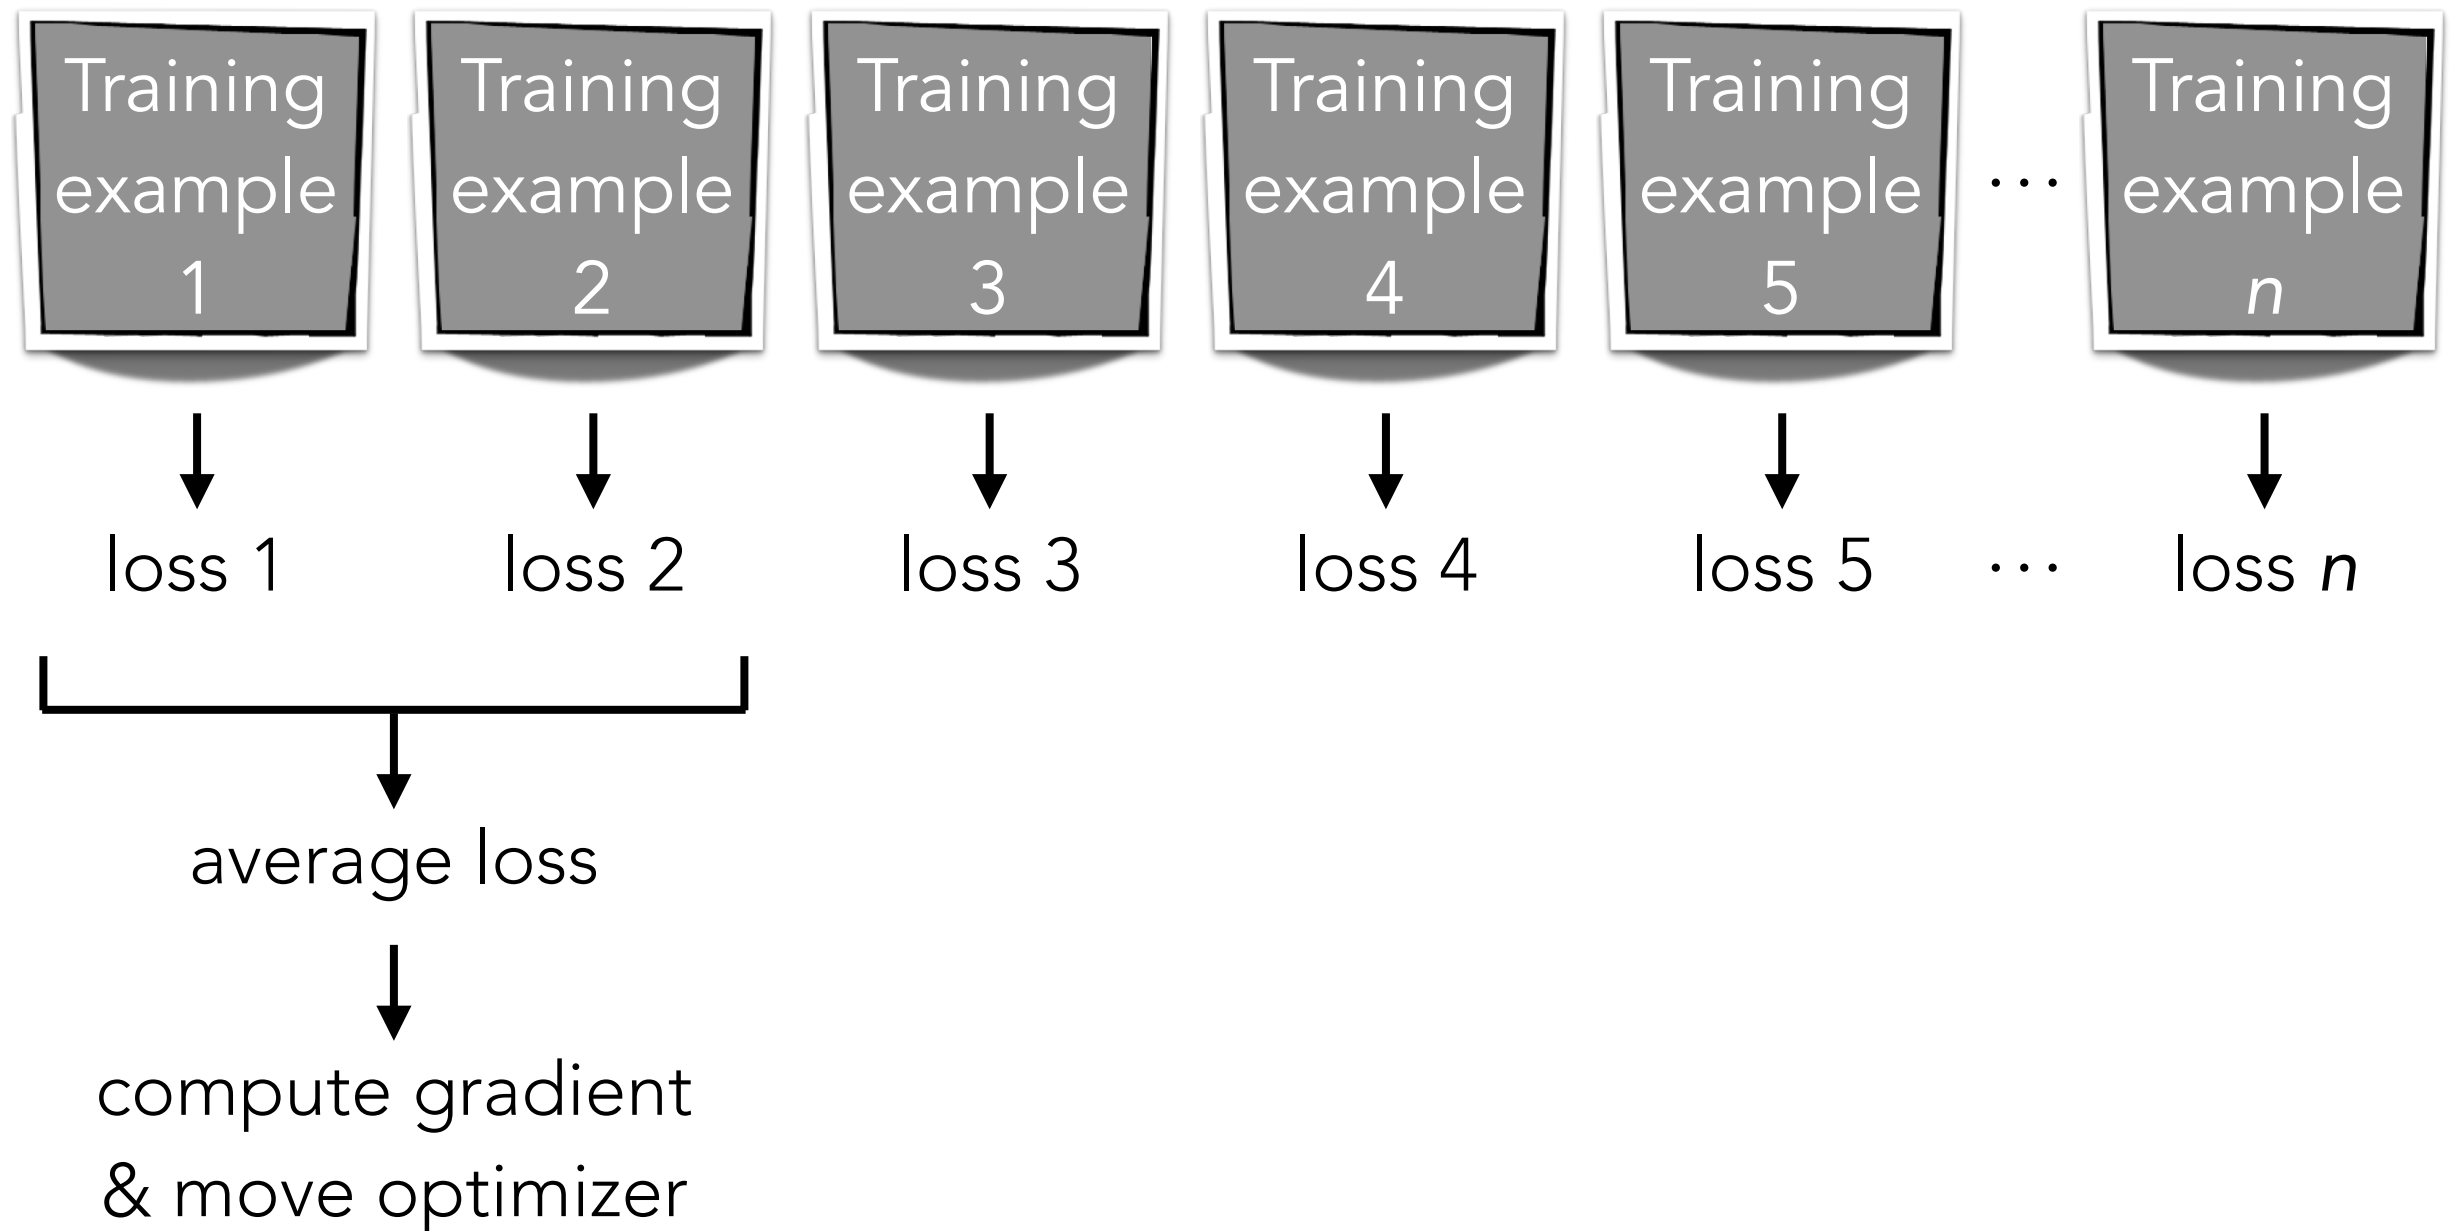 Training
example
1
Training
example
2
Training
example
3
Training
example
4
Training
example
5
...
Training
example
n
loss 1
loss 2
loss 3
loss 4
loss 5
...
loss n
average loss
compute gradient
& move optimizer